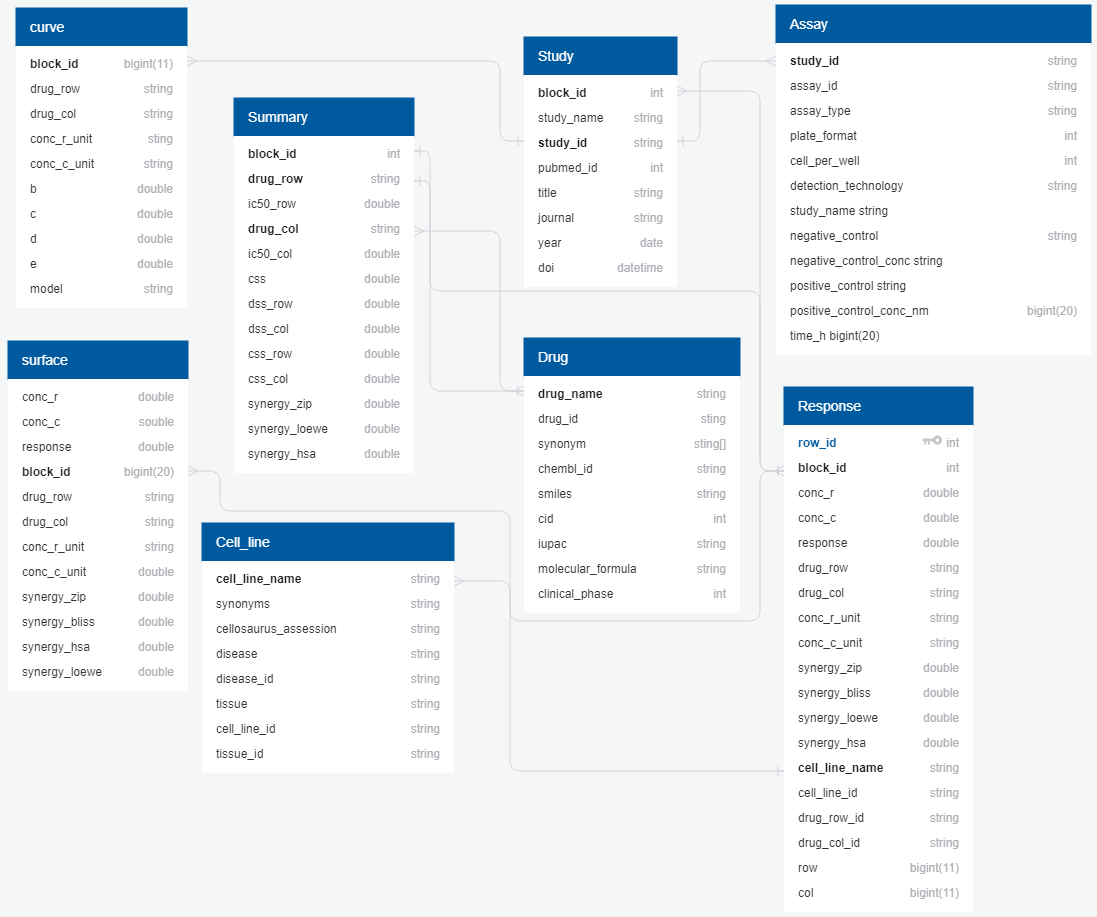 curve
block_id bigint(11)
drug_row string
drug_col string
conc_r_unit sting
conc_c_unit string
b double
c double
d double
e double
model string
surface
conc_r double
conc_c souble
response double
block_id bigint(20)
drug_row string
drug_col string
conc_r_unit string
conc_c_unit double
synergy_zip double
synergy_bliss double
synergy_hsa double
synergy_loewe double
Summary
block_id int
drug_row string
ic50_row double
drug_col string
ic50_col double
css double
dss_row double
dss_col double
css_row double
css_col double
synergy_zip double
synergy_loewe double
synergy_hsa double
Cell_line
cell_line_name string
synonyms string
cellosaurus_assession string
disease string
disease_id string
tissue string
cell_line_id string
tissue_id string
Study
block_id int
study_name string
study_id string
pubmed_id int
title string
journal string
year date
doi datetime
Drug
drug_name string
drug_id sting
synonym sting[]
chembl_id string
smiles string
cid int
iupac string
molecular_formula string
clinical_phase int
Assay
study_id string
assay_id string
assay_type string
plate_format int
cell_per_well int
detection_technology string
study_name string
negative_control string
negative_control_conc string
positive_control string
positive_control_conc_nm bigint(20)
time_h bigint(20)
Response
row_id int
block_id int
conc_r double
conc_c double
response double
drug_row string
drug_col string
conc_r_unit string
conc_c_unit string
synergy_zip double
synergy_bliss double
synergy_loewe double
synergy_hsa double
cell_line_name string
cell_line_id string
drug_row_id string
drug_col_id string
row bigint(11)
col bigint(11)